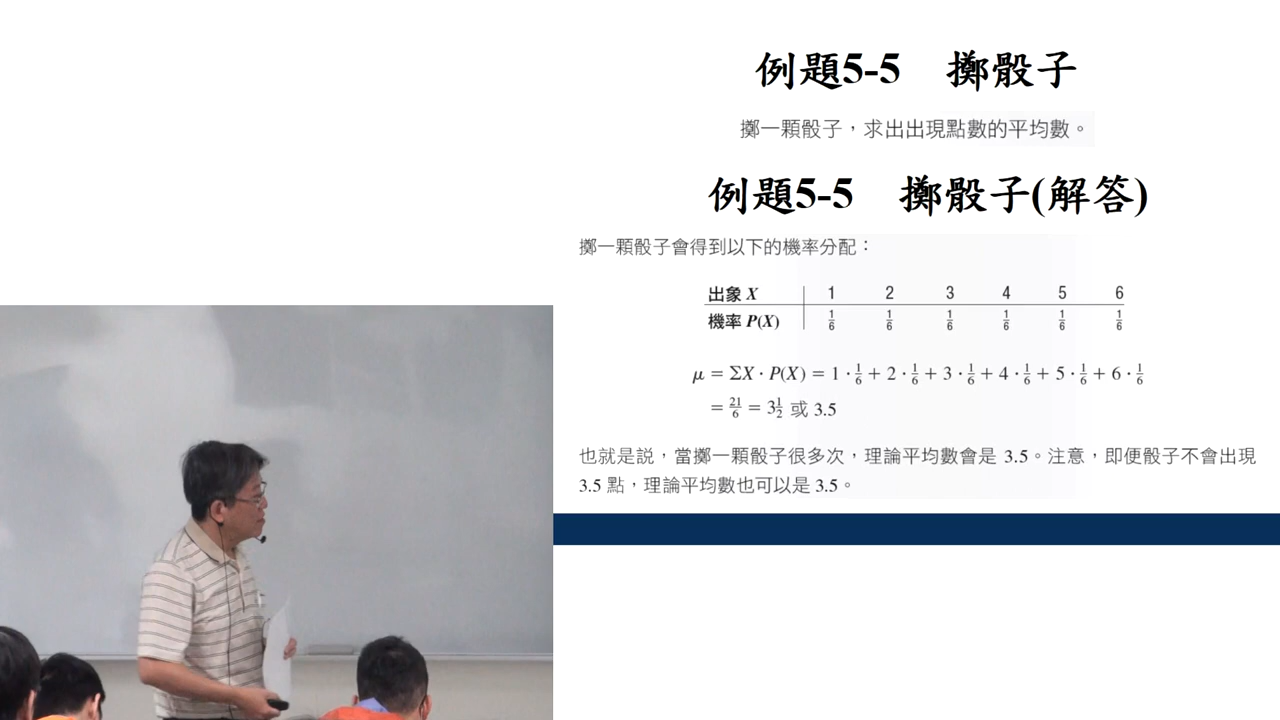 例題5-5 擲骰子
擲一顆骰子，求出出現點數的平均數。
例題5-5 擲骰子(解答)
擲一顆骰子會得到以下的機率分配：
出象 X 1 2 3 4 5 6
機率 P(X) 1/6 1/6 1/6 1/6 1/6 1/6
μ = ΣX · P(X) = 1 · 1/6 + 2 · 1/6 + 3 · 1/6 + 4 · 1/6 + 5 · 1/6 + 6 · 1/6
= 21/6 = 3 1/2 或 3.5
也就是説，當擲一顆骰子很多次，理論平均數會是 3.5。注意，即便骰子不會出現
3.5 點，理論平均數也可以是 3.5。